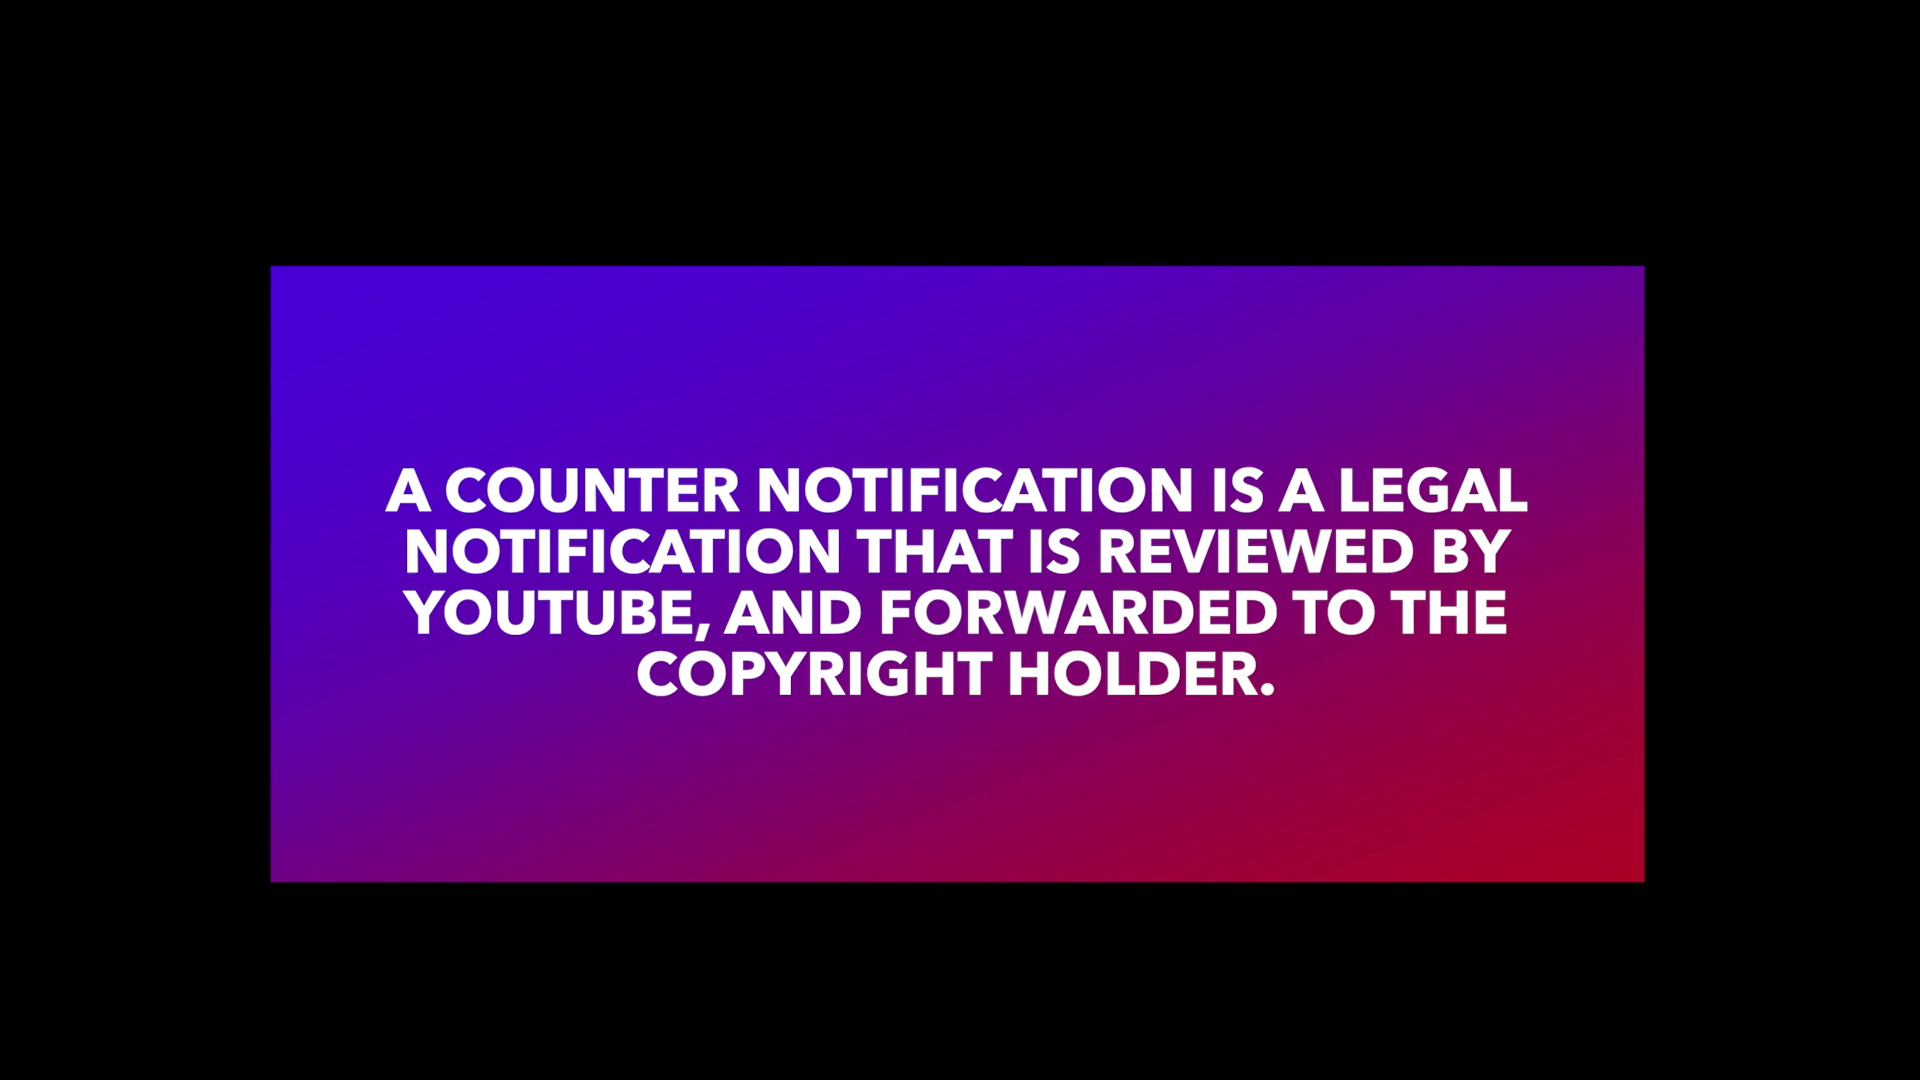 A COUNTER NOTIFICATION IS A LEGAL
NOTIFICATION THAT IS REVIEWED BY
YOUTUBE, AND FORWARDED TO THE
COPYRIGHT HOLDER.